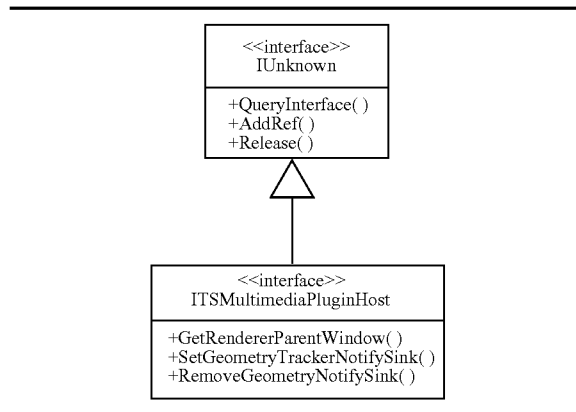 <<interface>>
IUnknown
+QueryInterface( )
+AddRef( )
+Release( )
<<interface>>
ITSMultimediaPluginHost
+GetRendererParentWindow( )
+SetGeometryTrackerNotifySink( )
+RemoveGeometryNotifySink( )